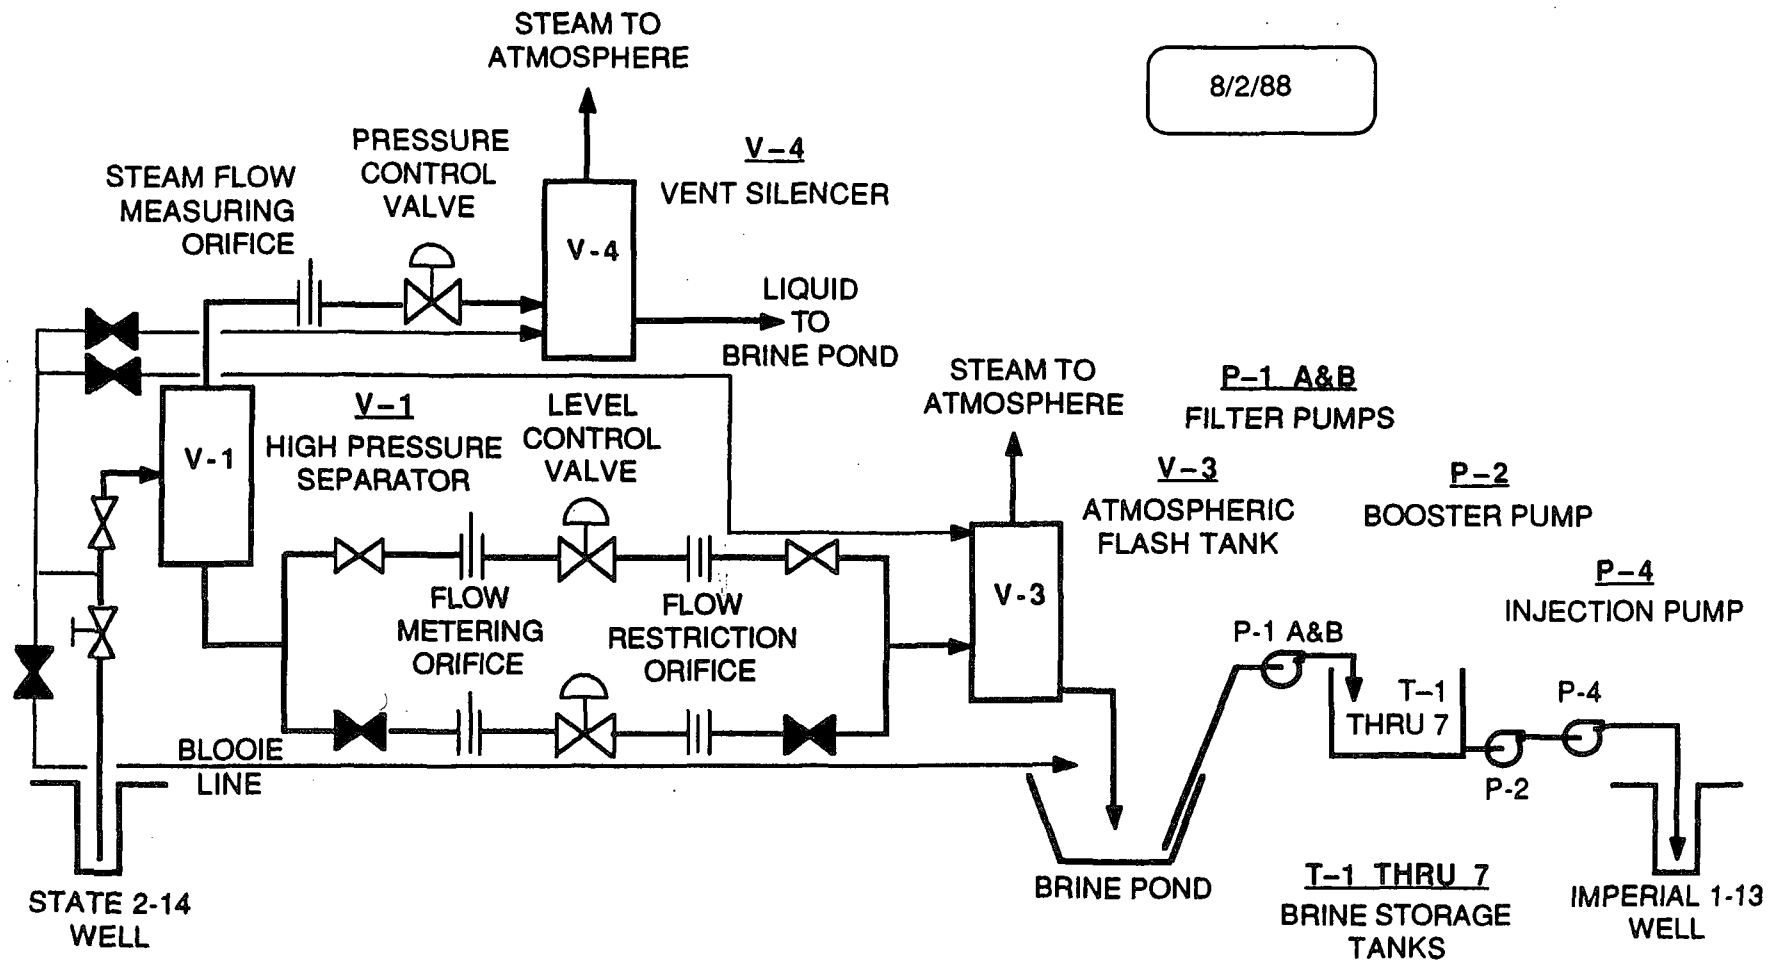 STEAM TO
ATMOSPHERE
8/2/88
PRESSURE
CONTROL
VALVE
V-4
VENT SILENCER
STEAM FLOW
MEASURING
ORIFICE
V-4
LIQUID
TO
BRINE POND
STEAM TO
ATMOSPHERE
P-1 A&B
FILTER PUMPS
V-1
HIGH PRESSURE
SEPARATOR
LEVEL
CONTROL
VALVE
V-1
V-3
ATMOSPHERIC
FLASH TANK
P-2
BOOSTER PUMP
P-4
INJECTION PUMP
FLOW
METERING
ORIFICE
FLOW
RESTRICTION
ORIFICE
V-3
P-1 A&B
T-1
THRU 7
P-4
P-2
BLOOIE
LINE
STATE 2-14
WELL
BRINE POND
T-1 THRU 7
BRINE STORAGE
TANKS
IMPERIAL 1-13
WELL